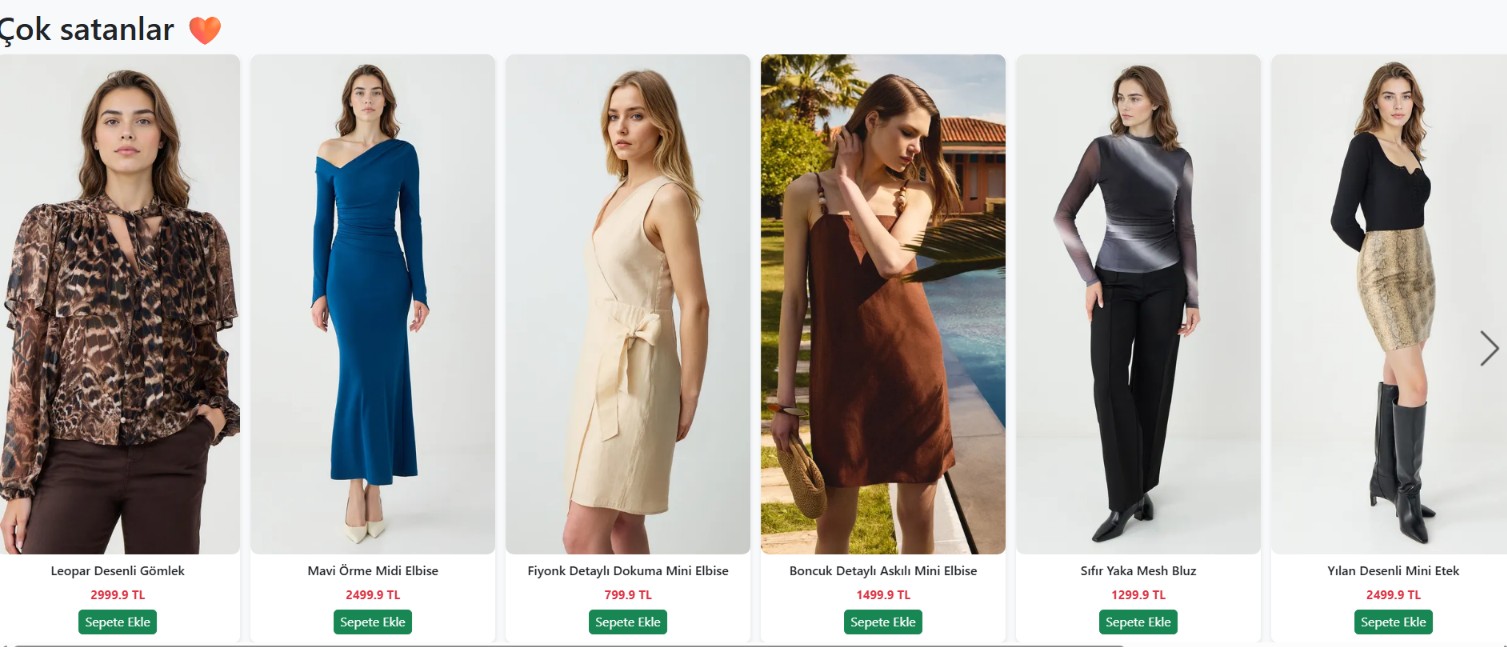 Çok satanlar
Leopar Desenli Gömlek
2999.9 TL
Sepete Ekle
Mavi Örme Midi Elbise
2499.9 TL
Sepete Ekle
Fiyonk Detaylı Dokuma Mini Elbise
799.9 TL
Sepete Ekle
Boncuk Detaylı Askılı Mini Elbise
1499.9 TL
Sepete Ekle
Sıfır Yaka Mesh Bluz
1299.9 TL
Sepete Ekle
Yılan Desenli Mini Etek
2499.9 TL
Sepete Ekle